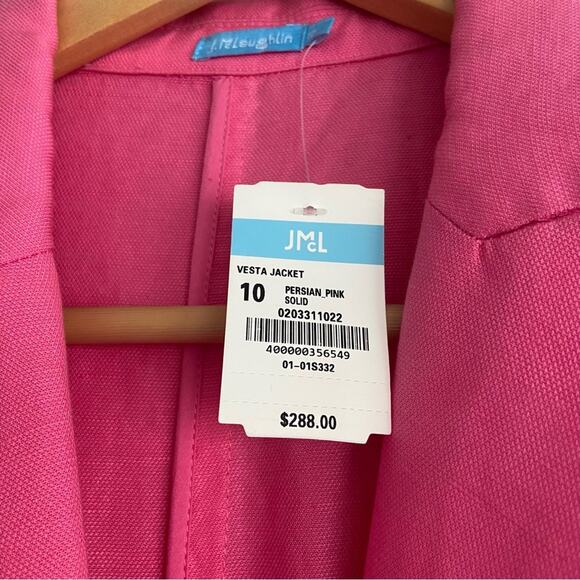 J.McLaughlin
JMcL
VESTA JACKET
10 PERSIAN_PINK
SOLID
0203311022
400000356549
01-01S332
$288.00